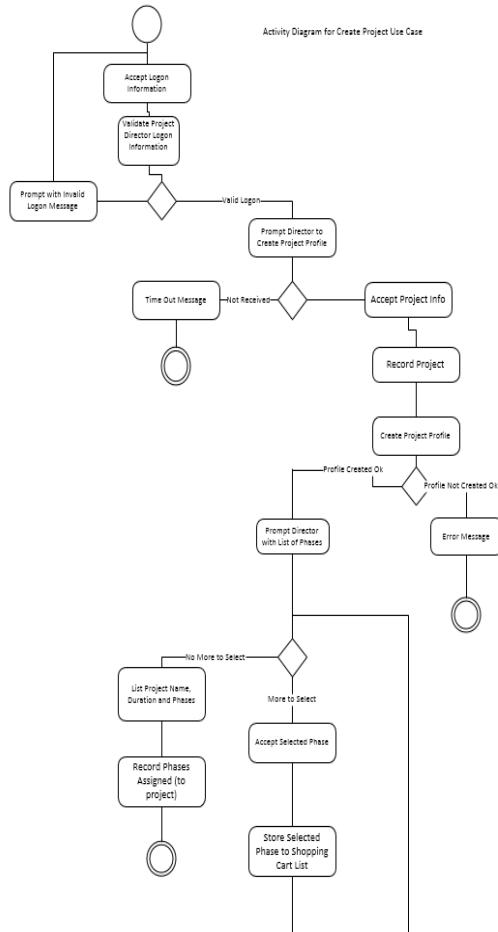 Activity Diagram for Create Project Use Case
Accept Logon
Information
Validate Project
Director Logon
Information
Prompt with Invalid
Logon Message
Valid Logon
Prompt Director to
Create Project Profile
Time Out Message
Not Received
Accept Project Info
Record Project
Create Project Profile
Profile Created Ok
Profile Not Created Ok
Prompt Director
with List of Phases
Error Message
No More to Select
List Project Name,
Duration and Phases
More to Select
Accept Selected Phase
Record Phases
Assigned (to
project)
Store Selected
Phase to Shopping
Cart List